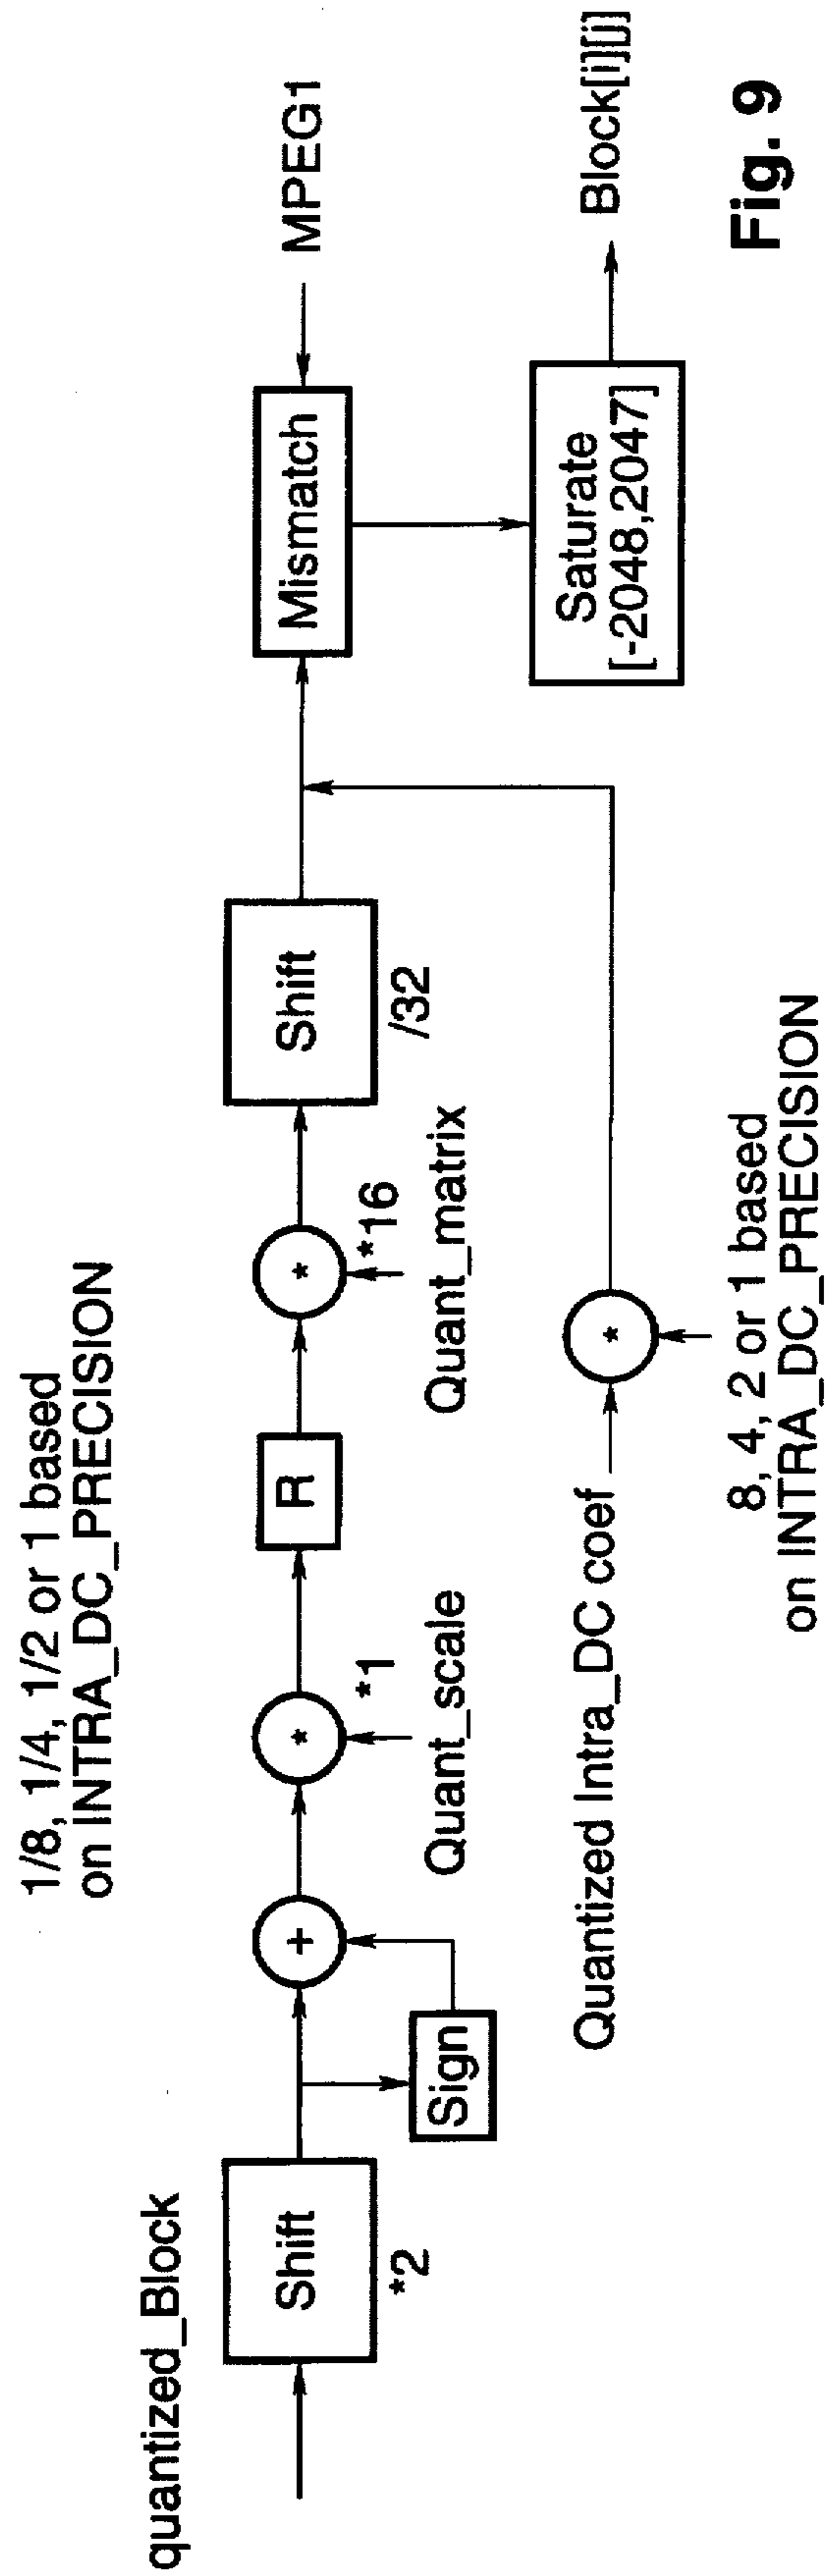 1/8, 1/4, 1/2 or 1 based
on INTRA_DC_PRECISION
quantized_Block
Shift
*2
Sign
+
*
*1
Quant_scale
R
*
*16
Quant_matrix
Shift
/32
Mismatch
MPEG1
Quantized Intra_DC coef
*
8, 4, 2 or 1 based
on INTRA_DC_PRECISION
Saturate
[-2048,2047]
Block[i][j]
Fig. 9